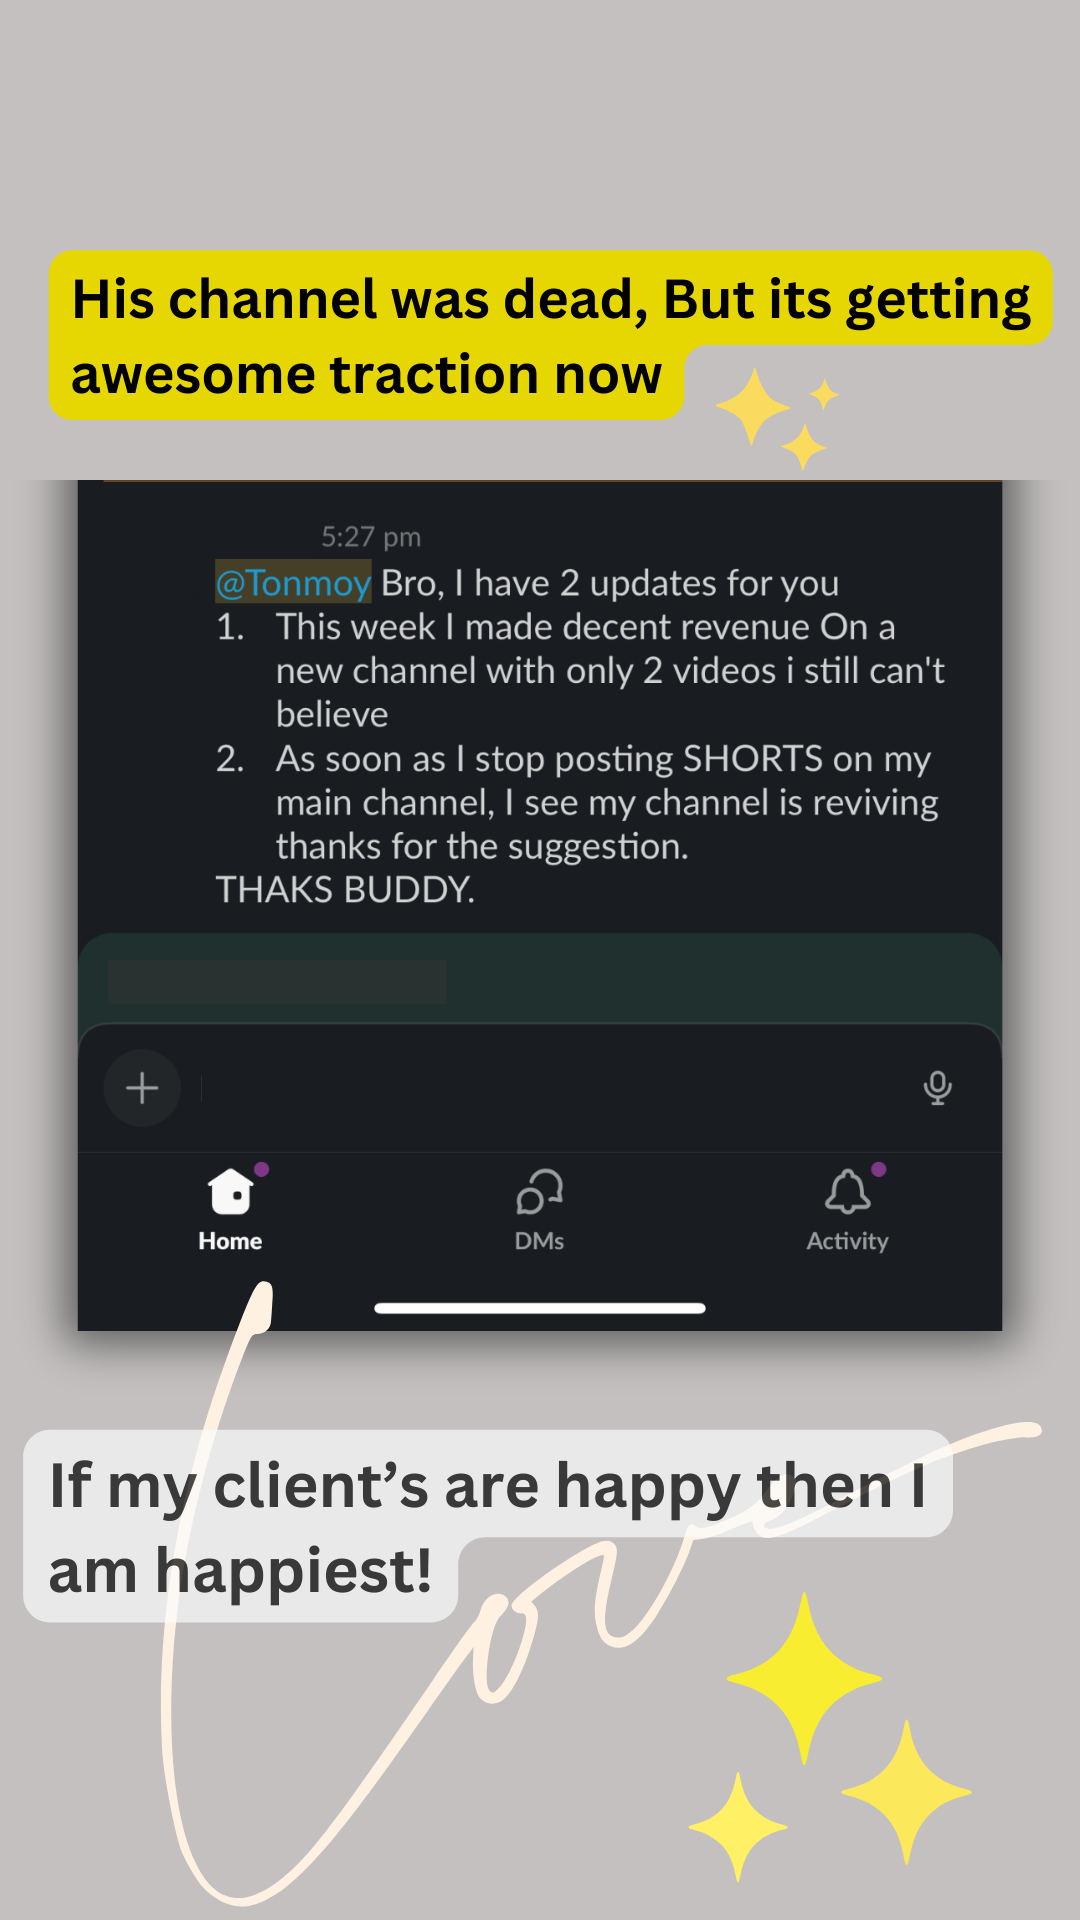 His channel was dead, But its getting
awesome traction now
5:27 pm
@Tonmoy Bro, I have 2 updates for you
1. This week I made decent revenue On a
new channel with only 2 videos i still can't
believe
2. As soon as I stop posting SHORTS on my
main channel, I see my channel is reviving
thanks for the suggestion.
THAKS BUDDY.
Home
DMs
Activity
If my client’s are happy then I
am happiest!
Love